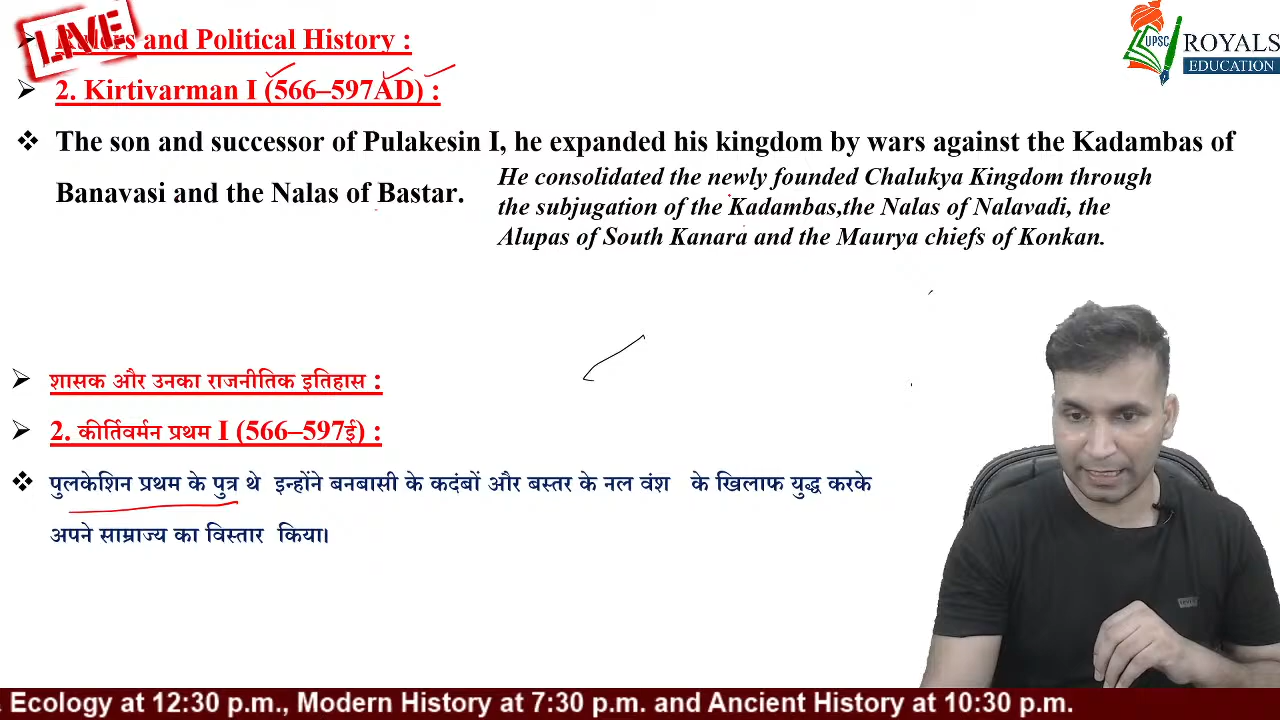 LIVE
and Political History :
2. Kirtivarman I (566–597AD) :
The son and successor of Pulakesin I, he expanded his kingdom by wars against the Kadambas of
Banavasi and the Nalas of Bastar.
He consolidated the newly founded Chalukya Kingdom through
the subjugation of the Kadambas,the Nalas of Nalavadi, the
Alupas of South Kanara and the Maurya chiefs of Konkan.
शासक और उनका राजनीतिक इतिहास :
2. कीर्तिवर्मन प्रथम I (566–597ई) :
पुलकेशिन प्रथम के पुत्र थे इन्होंने बनबासी के कदंबों और बस्तर के नल वंश के खिलाफ युद्ध करके
अपने साम्राज्य का विस्तार किया।
UPSC
ROYALS
EDUCATION
Ecology at 12:30 p.m., Modern History at 7:30 p.m. and Ancient History at 10:30 p.m.